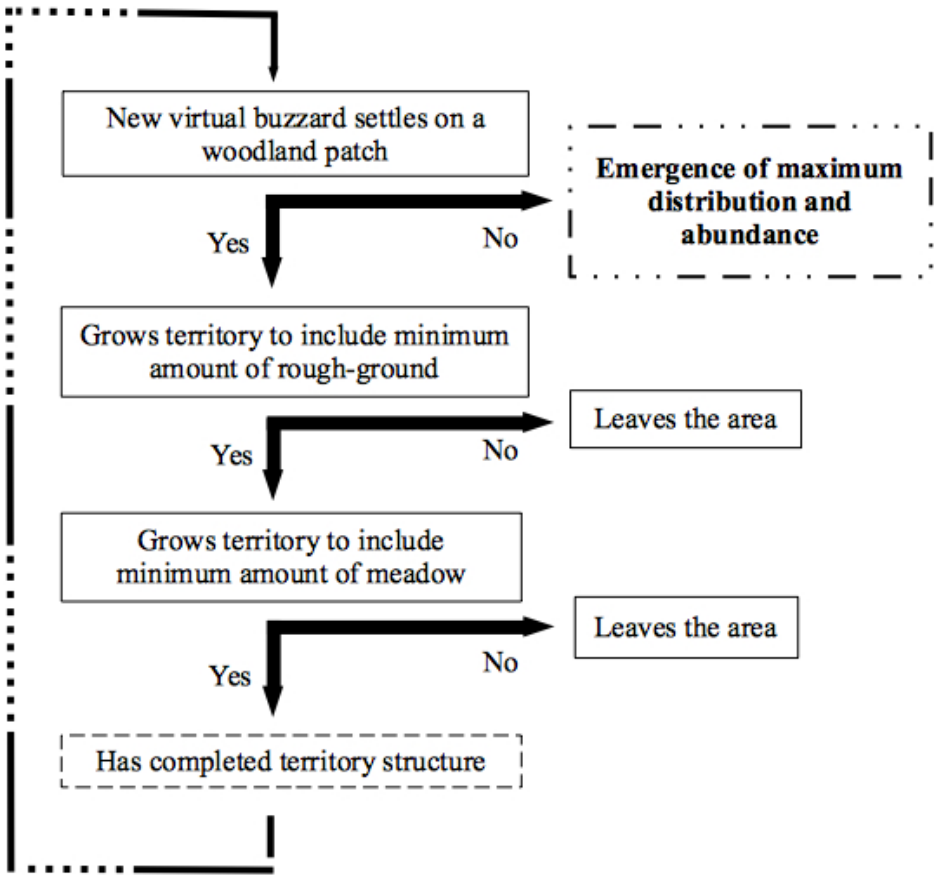 New virtual buzzard settles on a
woodland patch
Emergence of maximum
distribution and
abundance
Yes
No
Grows territory to include minimum
amount of rough-ground
Leaves the area
Yes
No
Grows territory to include
minimum amount of meadow
Leaves the area
Yes
No
Has completed territory structure